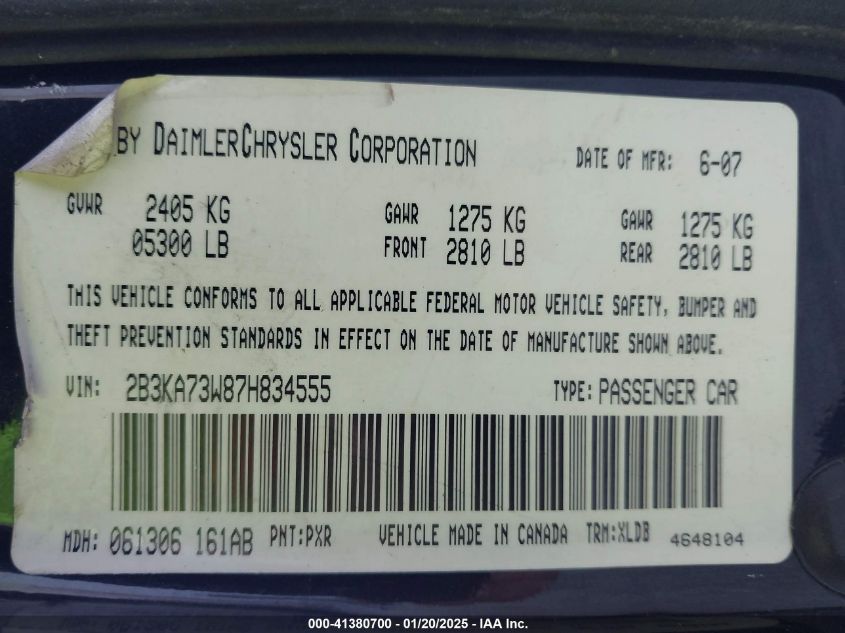 BY DAIMLERCHRYSLER CORPORATION DATE OF MFR: 6-07
GVWR 2405 KG GAWR 1275 KG GAWR 1275 KG
05300 LB FRONT 2810 LB REAR 2810 LB
THIS VEHICLE CONFORMS TO ALL APPLICABLE FEDERAL MOTOR VEHICLE SAFETY, BUMPER AND
THEFT PREVENTION STANDARDS IN EFFECT ON THE DATE OF MANUFACTURE SHOWN ABOVE.
VIN: 2B3KA73W87H834555 TYPE: PASSENGER CAR
MDH: 061306 161AB PNT:PXR VEHICLE MADE IN CANADA TRM:XLDB 4648104
000-41380700 - 01/20/2025 - IAA Inc.